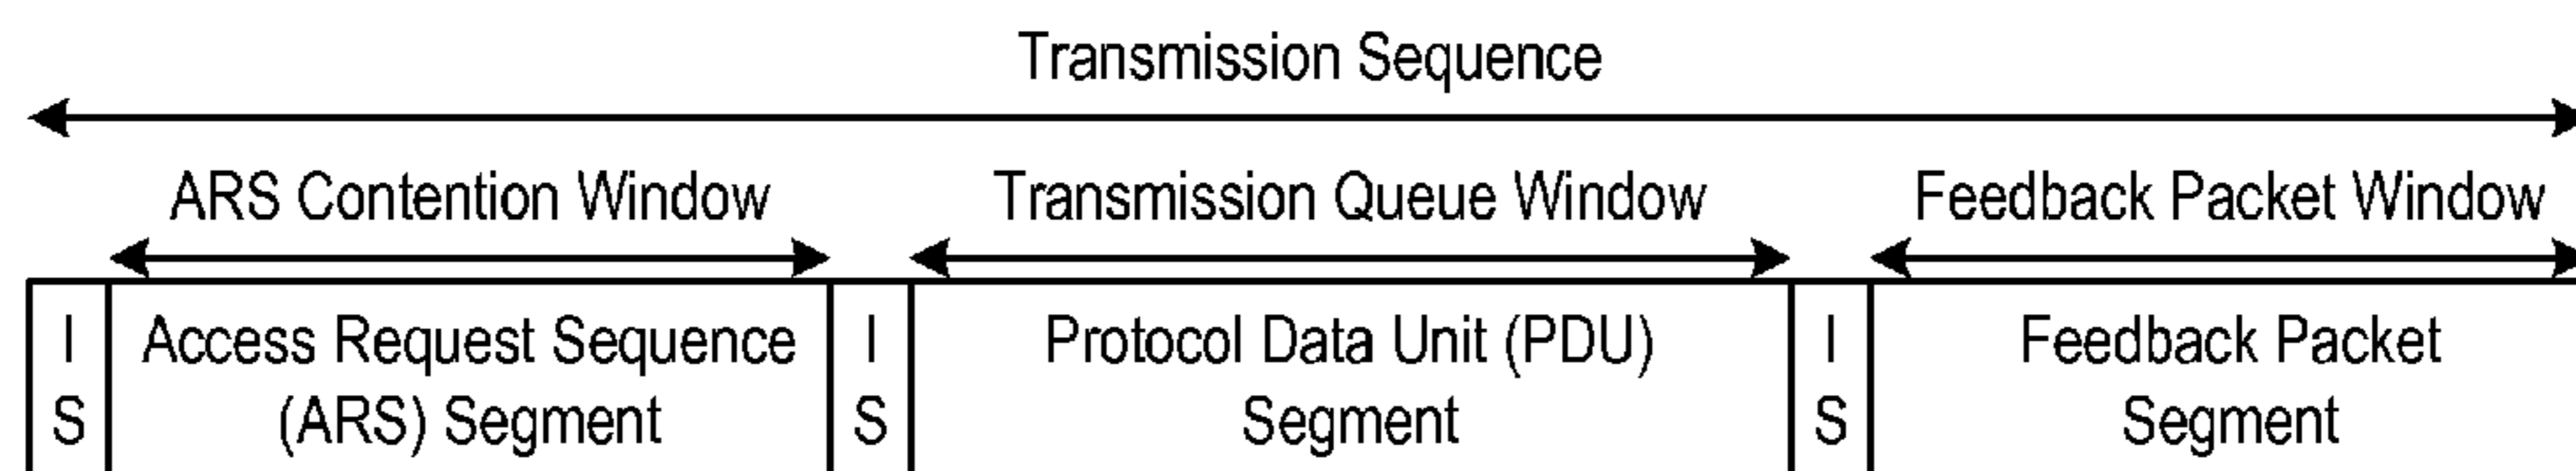 Transmission Sequence
ARS Contention Window Transmission Queue Window Feedback Packet Window
I Access Request Sequence I Protocol Data Unit (PDU) I Feedback Packet
S (ARS) Segment S Segment S Segment